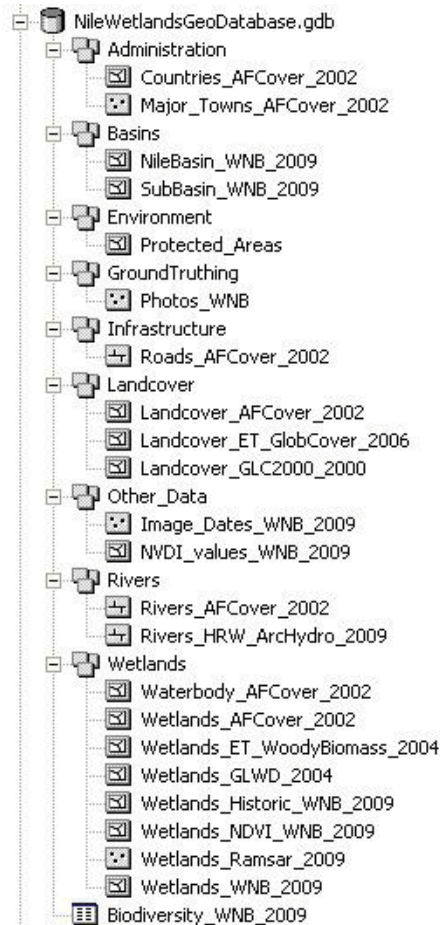 NileWetlandsGeoDatabase.gdb
Administration
Countries_AFCover_2002
Major_Towns_AFCover_2002
Basins
NileBasin_WNB_2009
SubBasin_WNB_2009
Environment
Protected_Areas
GroundTruthing
Photos_WNB
Infrastructure
Roads_AFCover_2002
Landcover
Landcover_AFCover_2002
Landcover_ET_GlobCover_2006
Landcover_GLC2000_2000
Other_Data
Image_Dates_WNB_2009
NVDI_values_WNB_2009
Rivers
Rivers_AFCover_2002
Rivers_HRW_ArcHydro_2009
Wetlands
Waterbody_AFCover_2002
Wetlands_AFCover_2002
Wetlands_ET_WoodyBiomass_2004
Wetlands_GLWD_2004
Wetlands_Historic_WNB_2009
Wetlands_NDVI_WNB_2009
Wetlands_Ramsar_2009
Wetlands_WNB_2009
Biodiversity_WNB_2009